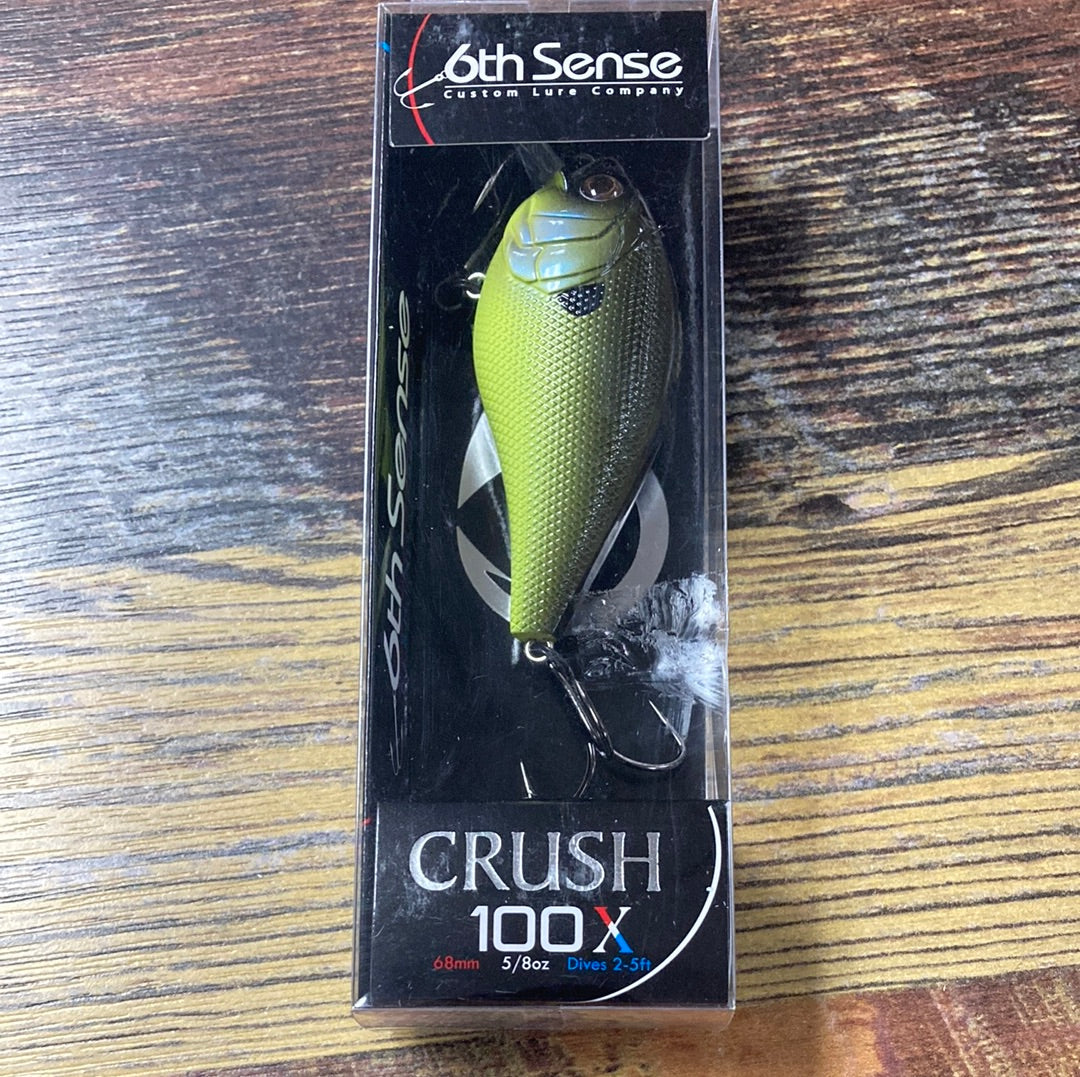 6th Sense
Custom Lure Company
6th Sense
CRUSH
100X
68mm 5/8oz Dives 2-5ft